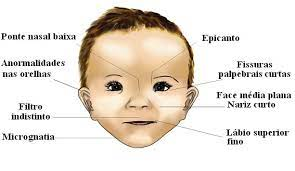 Ponte nasal baixa
Anormalidades
nas orelhas
Filtro
indistinto
Micrognatia
Epicanto
Fissuras
palpebrais curtas
Face média plana
Nariz curto
Lábio superior
fino